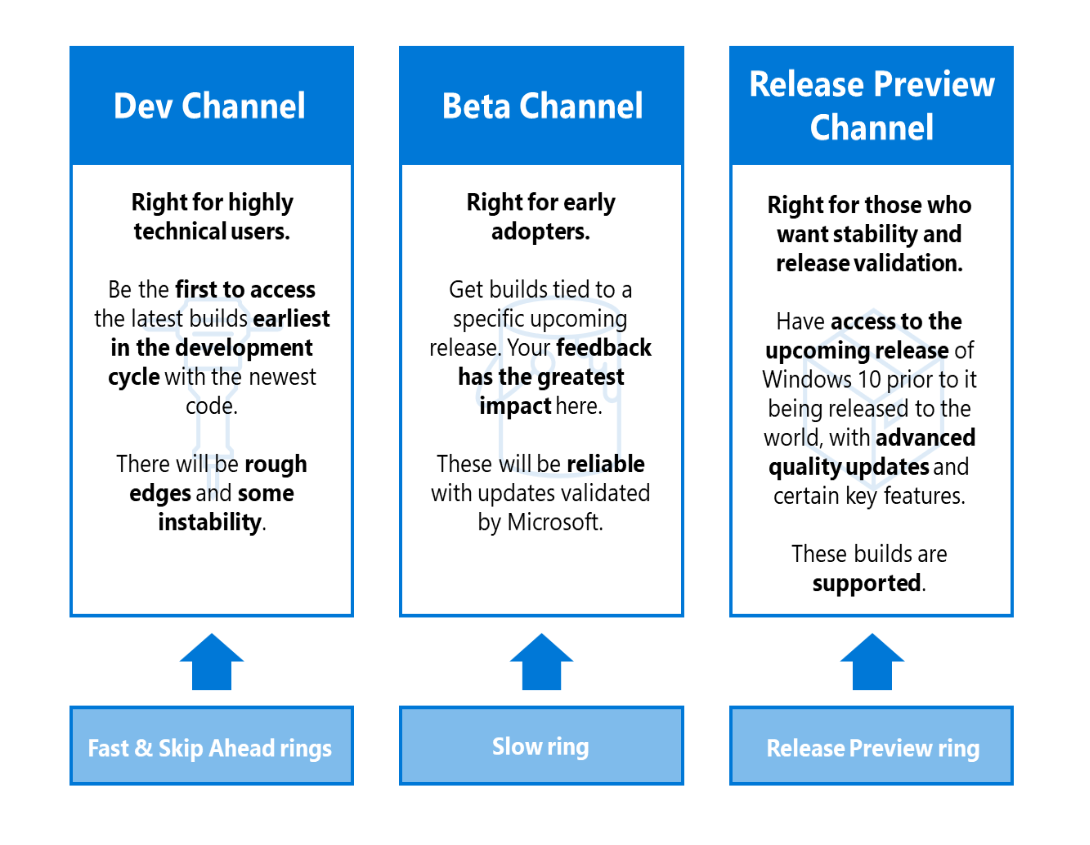 Dev Channel
Right for highly
technical users.
Be the first to access
the latest builds earliest
in the development
cycle with the newest
code.
There will be rough
edges and some
instability.
Fast & Skip Ahead rings
Beta Channel
Right for early
adopters.
Get builds tied to a
specific upcoming
release. Your feedback
has the greatest
impact here.
These will be reliable
with updates validated
by Microsoft.
Slow ring
Release Preview
Channel
Right for those who
want stability and
release validation.
Have access to the
upcoming release of
Windows 10 prior to it
being released to the
world, with advanced
quality updates and
certain key features.
These builds are
supported.
Release Preview ring